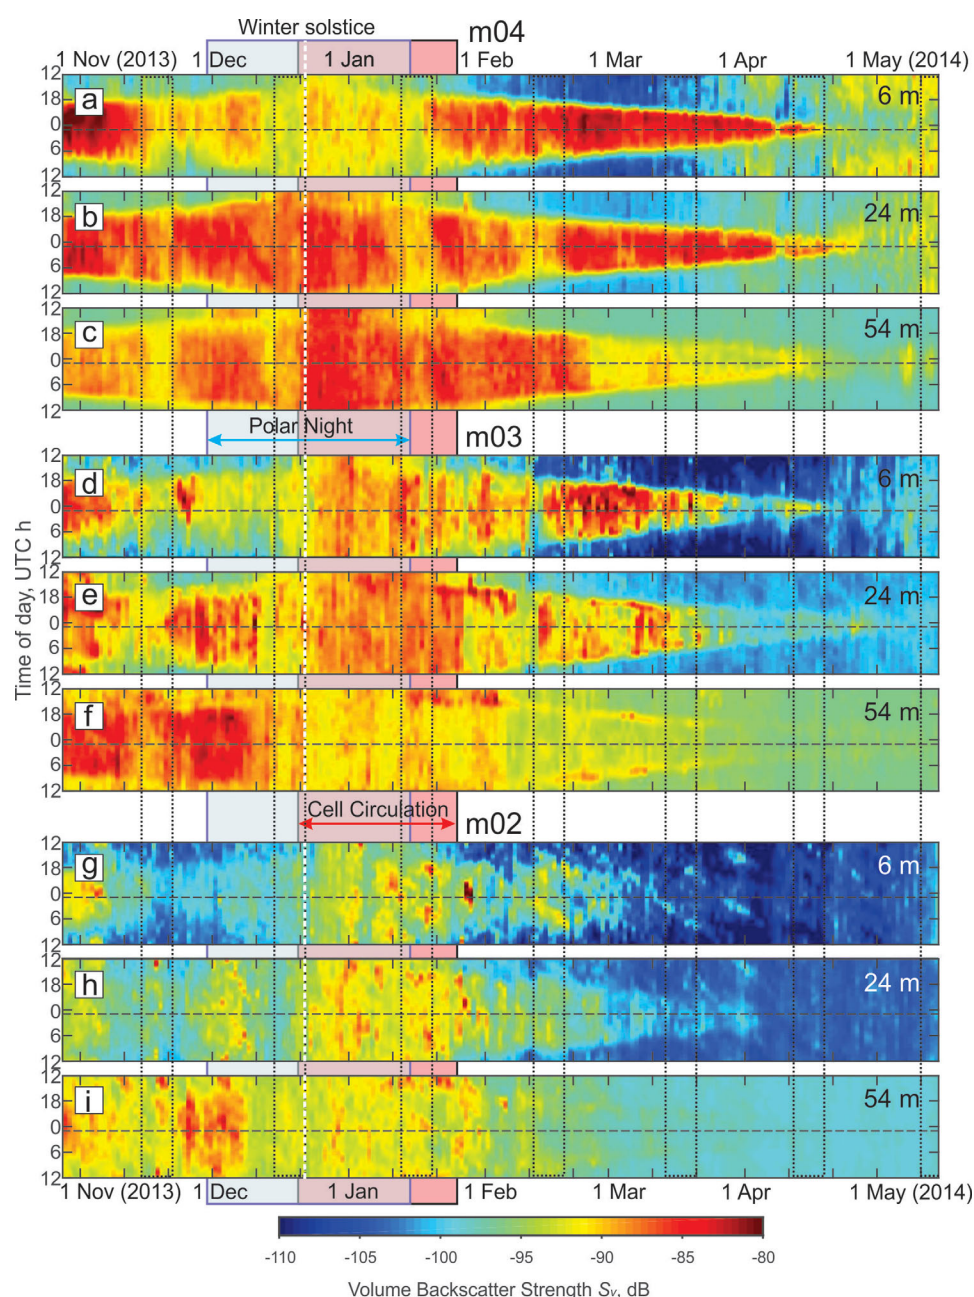 Winter solstice
m04
1 Nov (2013) 1 Dec 1 Jan 1 Feb 1 Mar 1 Apr 1 May (2014)
12
18
0
6
12
a
6 m
18
0
6
12
b
24 m
18
0
6
12
c
54 m
Polar Night
m03
12
18
0
6
12
d
6 m
12
18
0
6
12
e
24 m
12
18
0
6
12
f
54 m
Time of day, UTC h
Cell Circulation
m02
12
18
0
6
12
g
6 m
12
18
0
6
12
h
24 m
12
18
0
6
12
i
54 m
1 Nov (2013) 1 Dec 1 Jan 1 Feb 1 Mar 1 Apr 1 May (2014)
-110 -105 -100 -95 -90 -85 -80
Volume Backscatter Strength Sv, dB